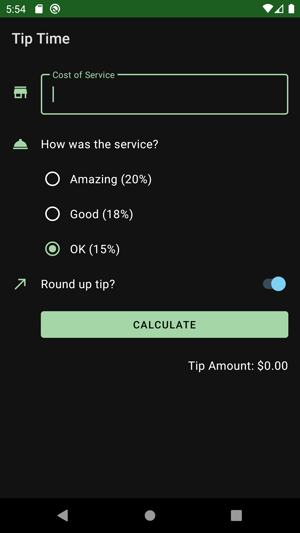 5:54
Tip Time
Cost of Service
How was the service?
Amazing (20%)
Good (18%)
OK (15%)
Round up tip?
CALCULATE
Tip Amount: $0.00